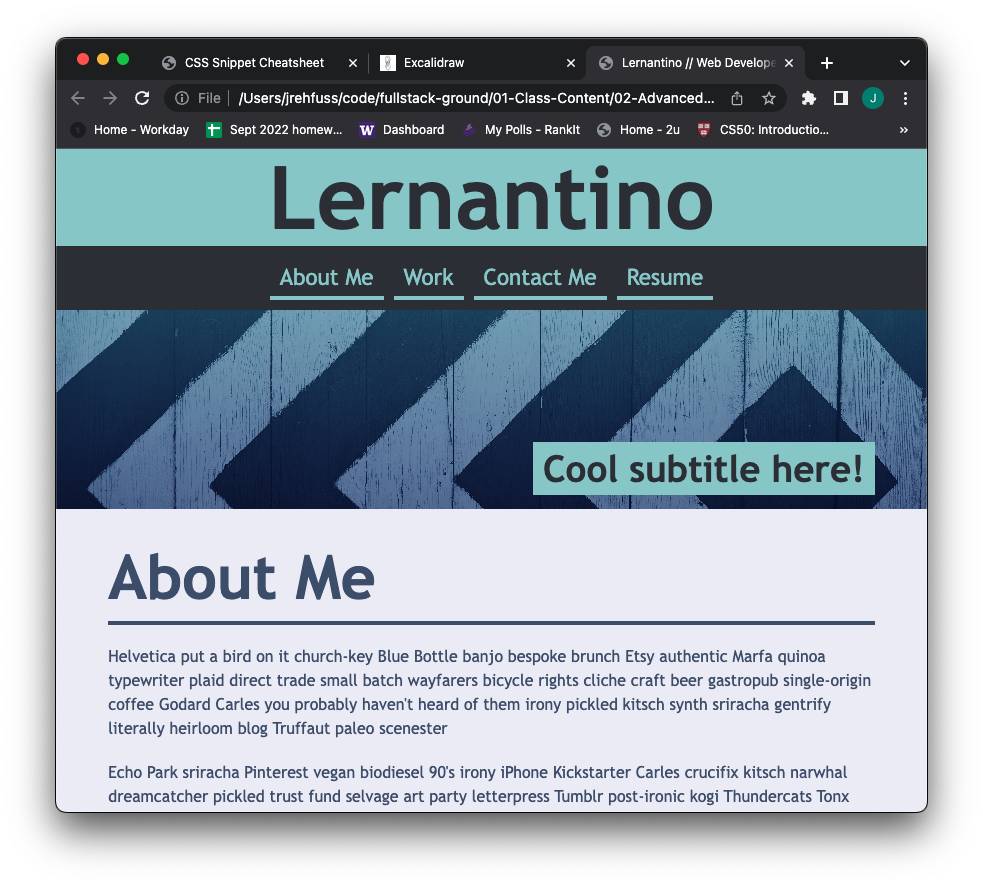 CSS Snippet Cheatsheet
Excalidraw
Lernantino // Web Develope
File
/Users/jrehfuss/code/fullstack-ground/01-Class-Content/02-Advanced...
J
Home - Workday
Sept 2022 homew...
W
Dashboard
My Polls - RankIt
Home - 2u
CS50: Introductio...
»
Lernantino
About Me
Work
Contact Me
Resume
Cool subtitle here!
About Me
Helvetica put a bird on it church-key Blue Bottle banjo bespoke brunch Etsy authentic Marfa quinoa
typewriter plaid direct trade small batch wayfarers bicycle rights cliche craft beer gastropub single-origin
coffee Godard Carles you probably haven't heard of them irony pickled kitsch synth sriracha gentrify
literally heirloom blog Truffaut paleo scenester
Echo Park sriracha Pinterest vegan biodiesel 90's irony iPhone Kickstarter Carles crucifix kitsch narwhal
dreamcatcher pickled trust fund selvage art party letterpress Tumblr post-ironic kogi Thundercats Tonx